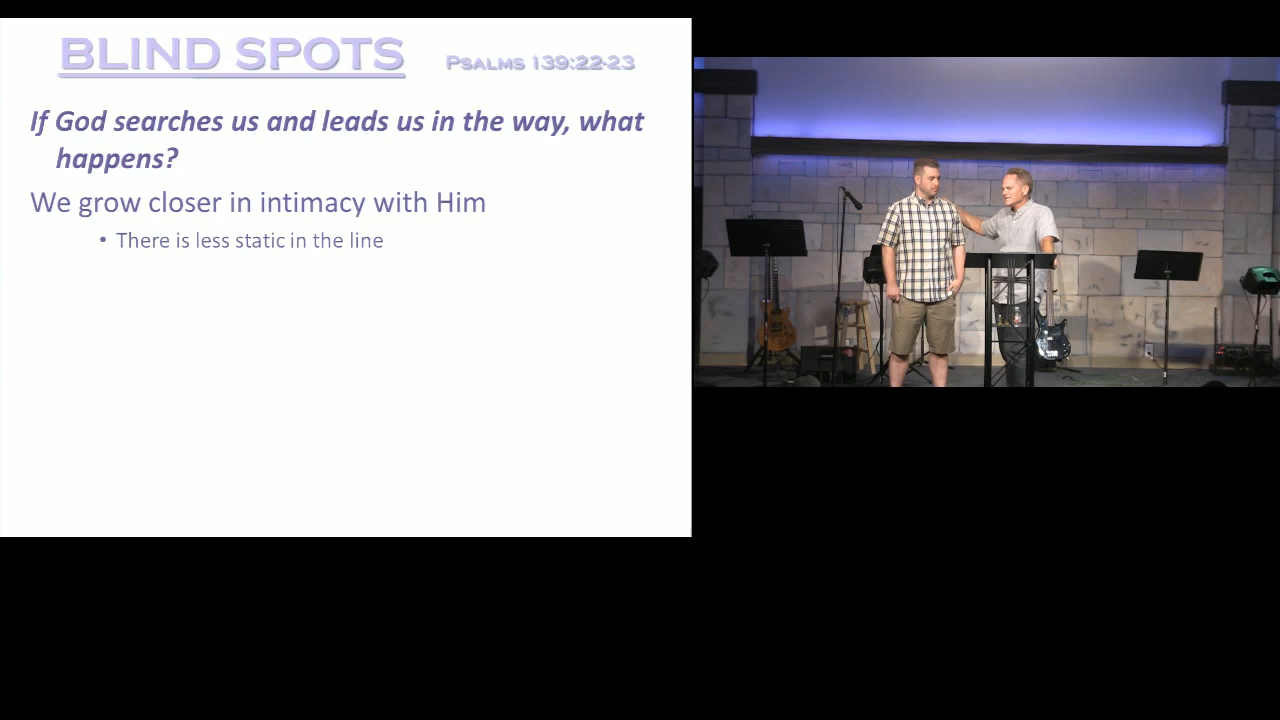 BLIND SPOTS Psalms 139:22-23
If God searches us and leads us in the way, what
happens?
We grow closer in intimacy with Him
• There is less static in the line